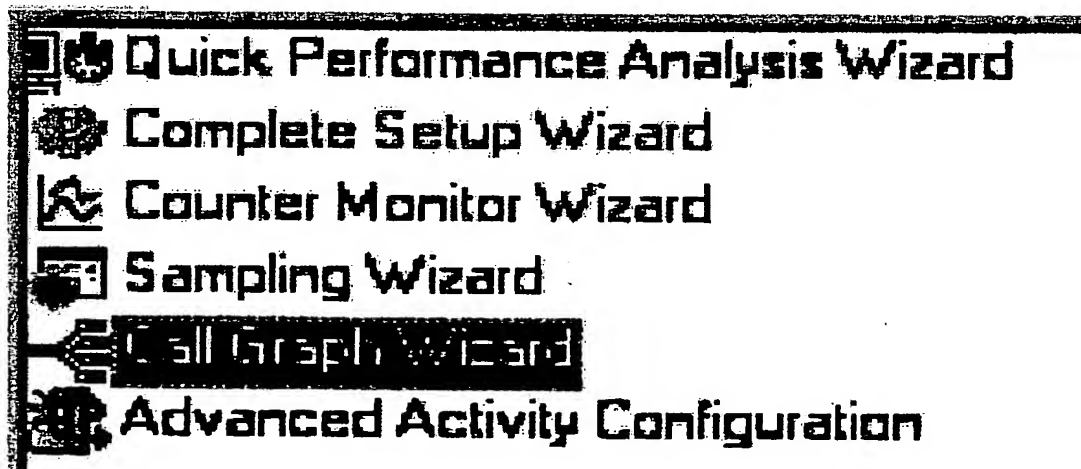 Quick Performance Analysis Wizard
Complete Setup Wizard
Counter Monitor Wizard
Sampling Wizard
Call Graph Wizard
Advanced Activity Configuration